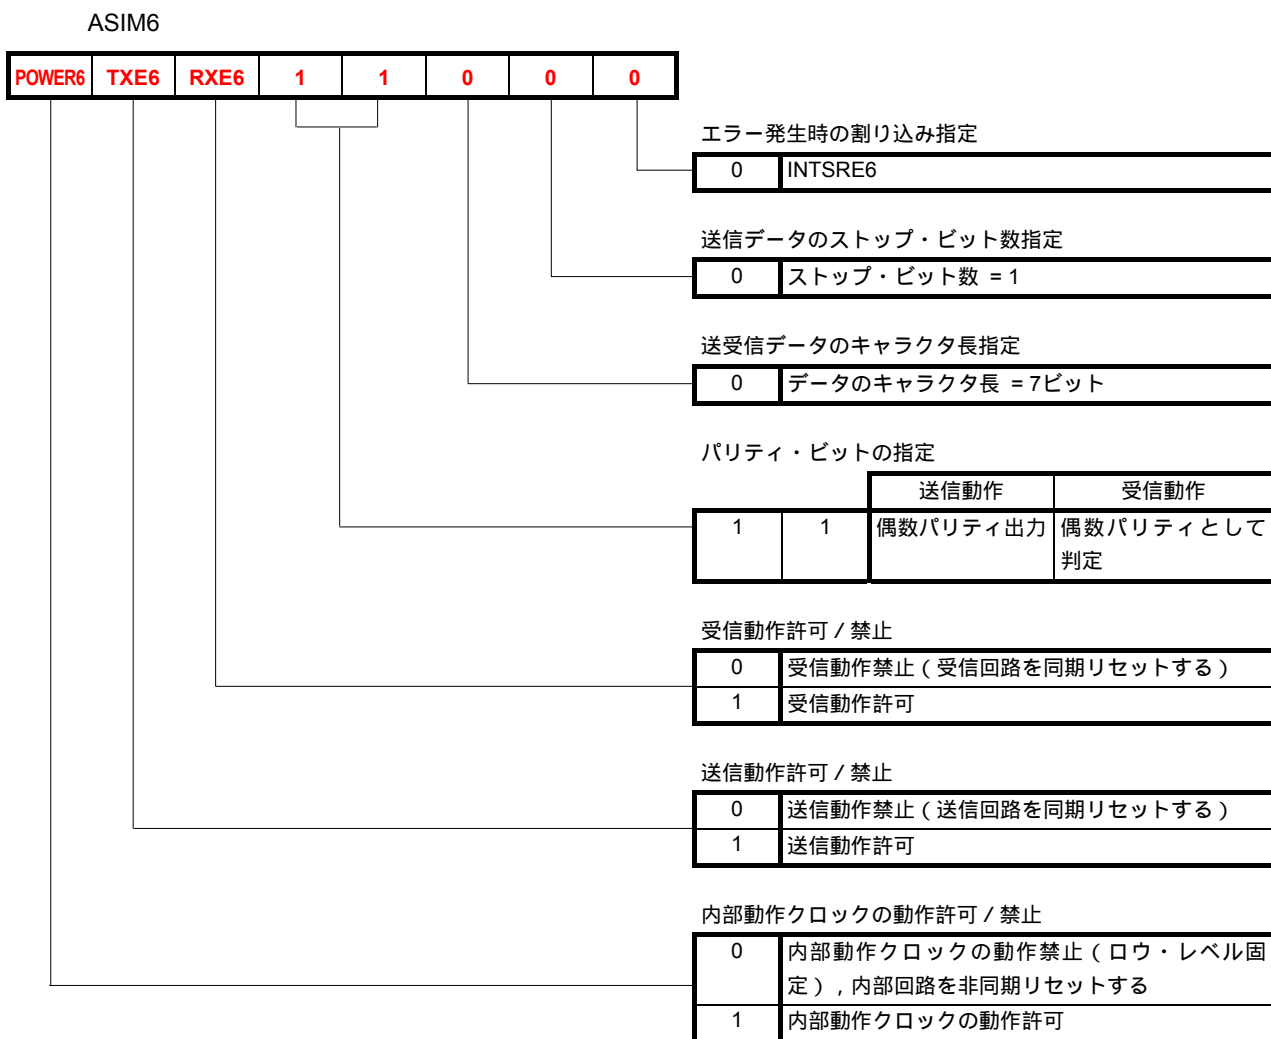 ASIM6
POWER6 TXE6 RXE6 1 1 0 0 0
エラー発生時の割り込み指定
0 INTSRE6
送信データのストップ・ビット数指定
0 ストップ・ビット数 = 1
送受信データのキャラクタ長指定
0 データのキャラクタ長 = 7ビット
パリティ・ビットの指定
送信動作 受信動作
1 1 偶数パリティ出力 偶数パリティとして
判定
受信動作許可 / 禁止
0 受信動作禁止 ( 受信回路を同期リセットする )
1 受信動作許可
送信動作許可 / 禁止
0 送信動作禁止 ( 送信回路を同期リセットする )
1 送信動作許可
内部動作クロックの動作許可 / 禁止
0 内部動作クロックの動作禁止 ( ロウ・レベル固
定 ) , 内部回路を非同期リセットする
1 内部動作クロックの動作許可